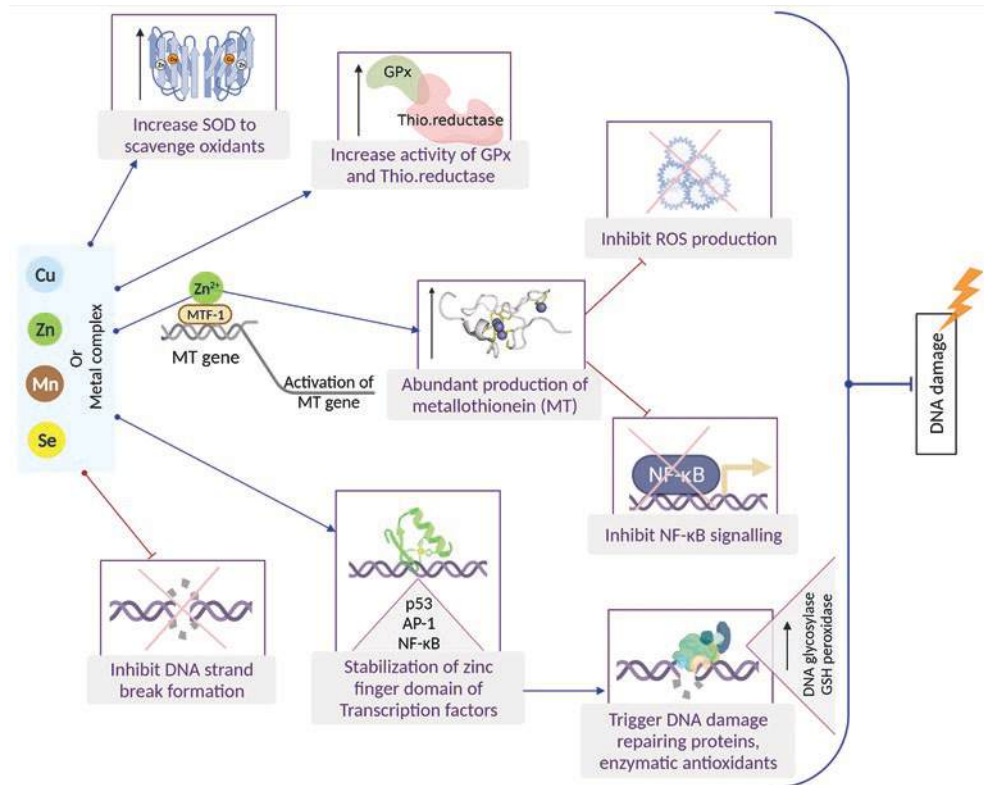 Zn
Cu
Cu
Zn
Increase SOD to
scavenge oxidants
GPx
Thio.reductase
Increase activity of GPx
and Thio.reductase
Inhibit ROS production
Cu
Zn
Mn
Se
Or
Metal complex
Zn²⁺
MTF-1
MT gene
Activation of
MT gene
Abundant production of
metallothionein (MT)
NF-κB
Inhibit NF-κB signalling
DNA damage
Inhibit DNA strand
break formation
p53
AP-1
NF-κB
Stabilization of zinc
finger domain of
Transcription factors
Trigger DNA damage
repairing proteins,
enzymatic antioxidants
DNA glycosylase
GSH peroxidase